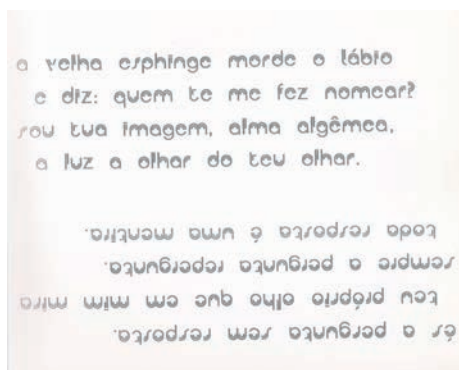 a velha esphinge morde o lábio
e diz: quem te me fez nomear?
sou tua imagem, alma algêmea,
a luz a olhar do teu olhar.
és a pergunta sem resposta.
teu próprio olho que em mim mira
sempre a pergunta repergunta.
toda resposta é uma mentira.